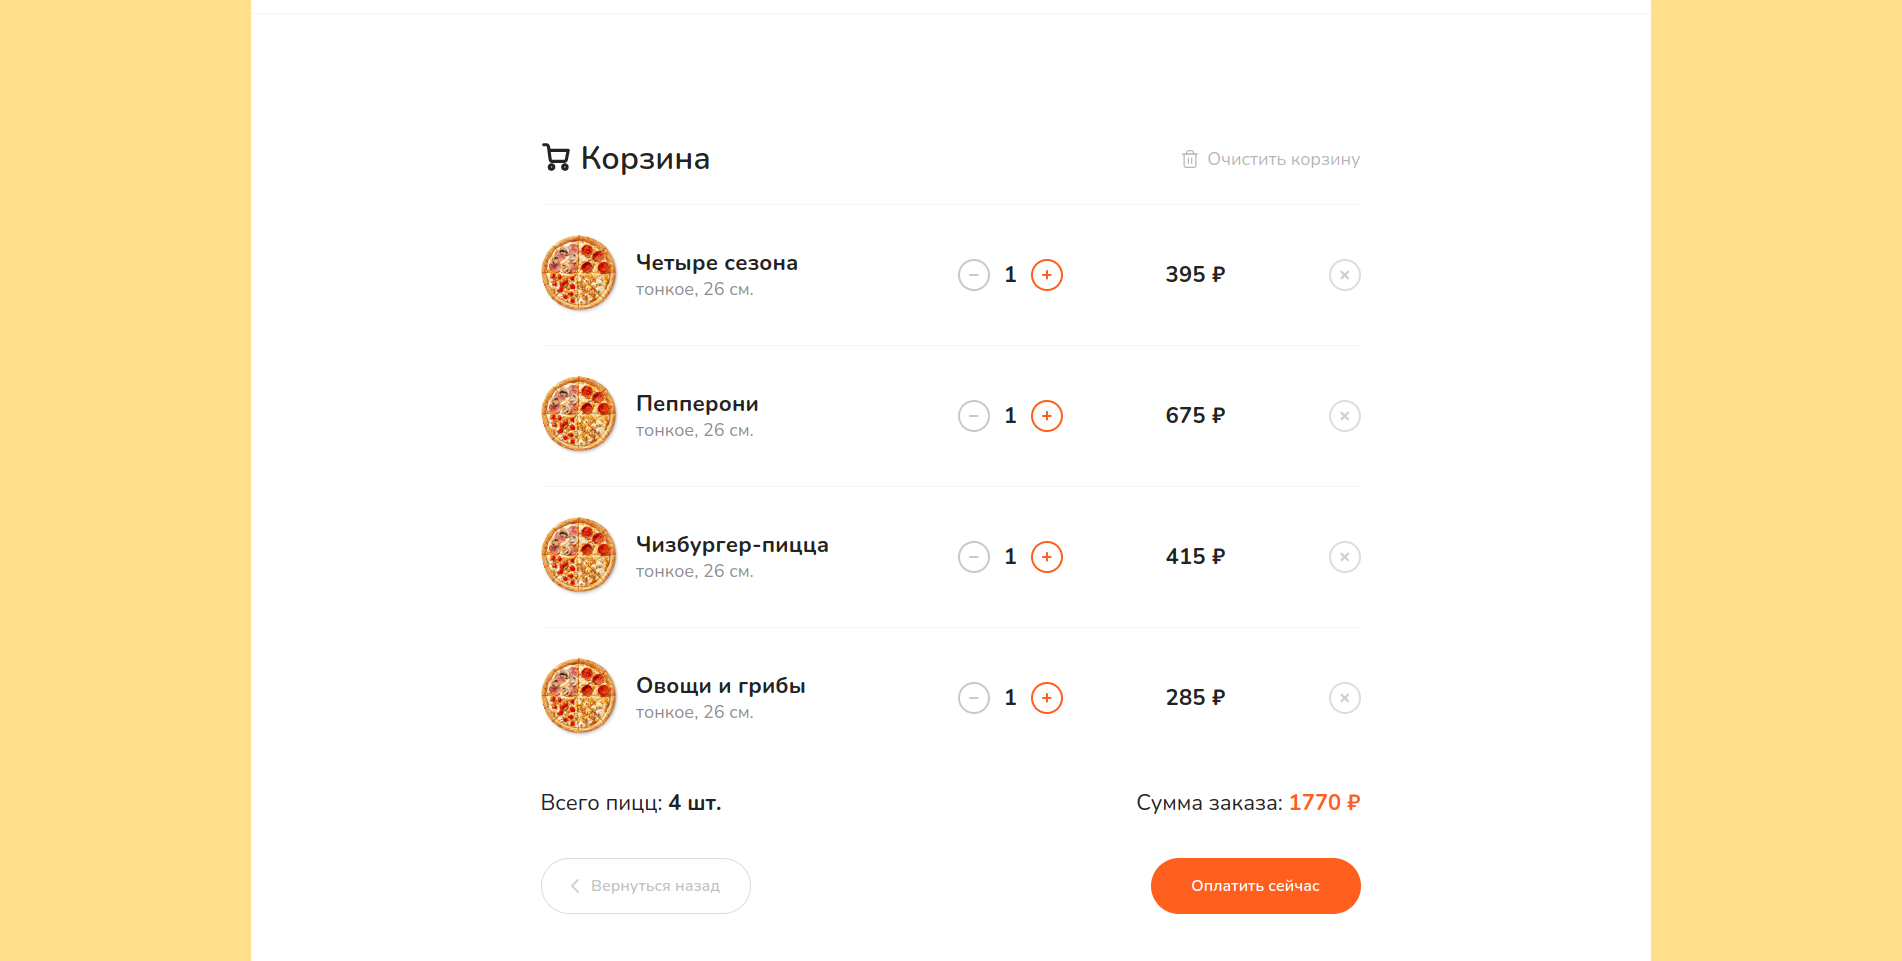 Корзина
Очистить корзину
Четыре сезона
тонкое, 26 см.
1
395 ₽
Пепперони
тонкое, 26 см.
1
675 ₽
Чизбургер-пицца
тонкое, 26 см.
1
415 ₽
Овощи и грибы
тонкое, 26 см.
1
285 ₽
Всего пицц: 4 шт.
Сумма заказа: 1770 ₽
Вернуться назад
Оплатить сейчас